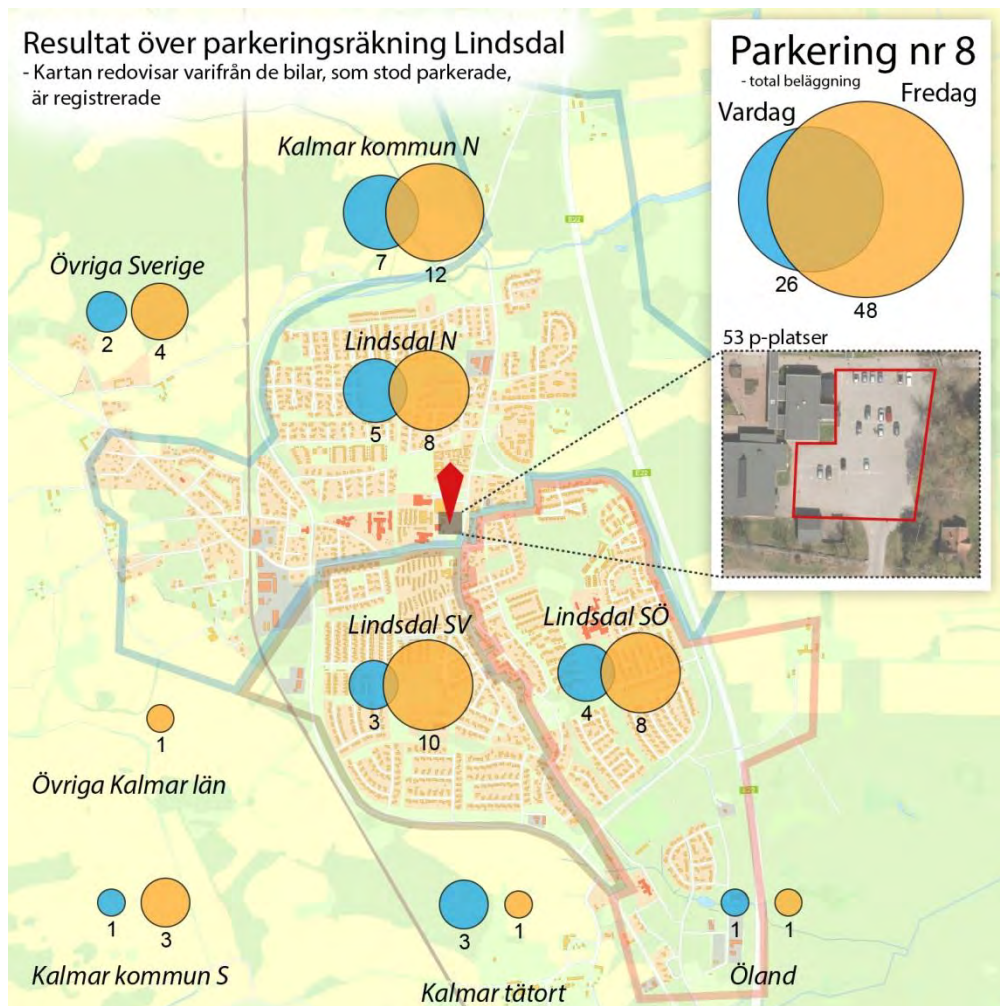 Resultat över parkeringsräkning Lindsdal
- Kartan redovisar varifrån de bilar, som stod parkerade,
är registrerade
Parkering nr 8
- total beläggning
Vardag
Fredag
26
48
53 p-platser
Kalmar kommun N
7
12
Övriga Sverige
2
4
Lindsdal N
5
8
Lindsdal SV
3
10
Lindsdal SÖ
4
8
1
Övriga Kalmar län
1
3
Kalmar kommun S
3
1
Kalmar tätort
1
1
Öland
E22
E22
E22